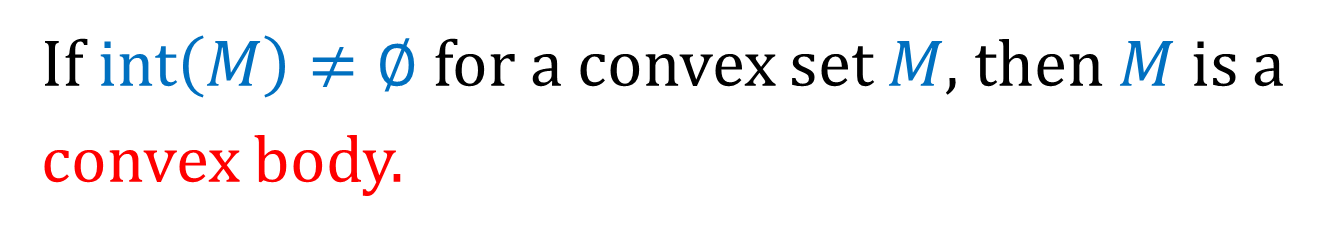 If int(𝑀) ≠ ∅ for a convex set 𝑀, then 𝑀 is a
convex body.